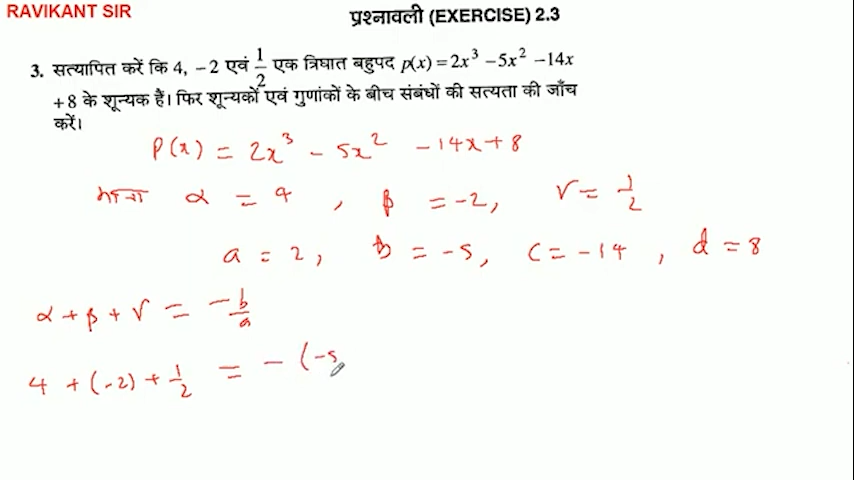 RAVIKANT SIR
प्रश्नावली (EXERCISE) 2.3
3. सत्यापित करें कि 4, −2 एवं 1/2 एक त्रिघात बहुपद p(x) = 2x³ − 5x² − 14x
+8 के शून्यक हैं। फिर शून्यकों एवं गुणांकों के बीच संबंधों की सत्यता की जाँच
करें।
P(x) = 2x³ − 5x² − 14x + 8
माना α = 4 , β = −2, γ = 1/2
a = 2, b = −5, c = −14 , d = 8
α + β + γ = −b/a
4 + (−2) + 1/2 = − (−5